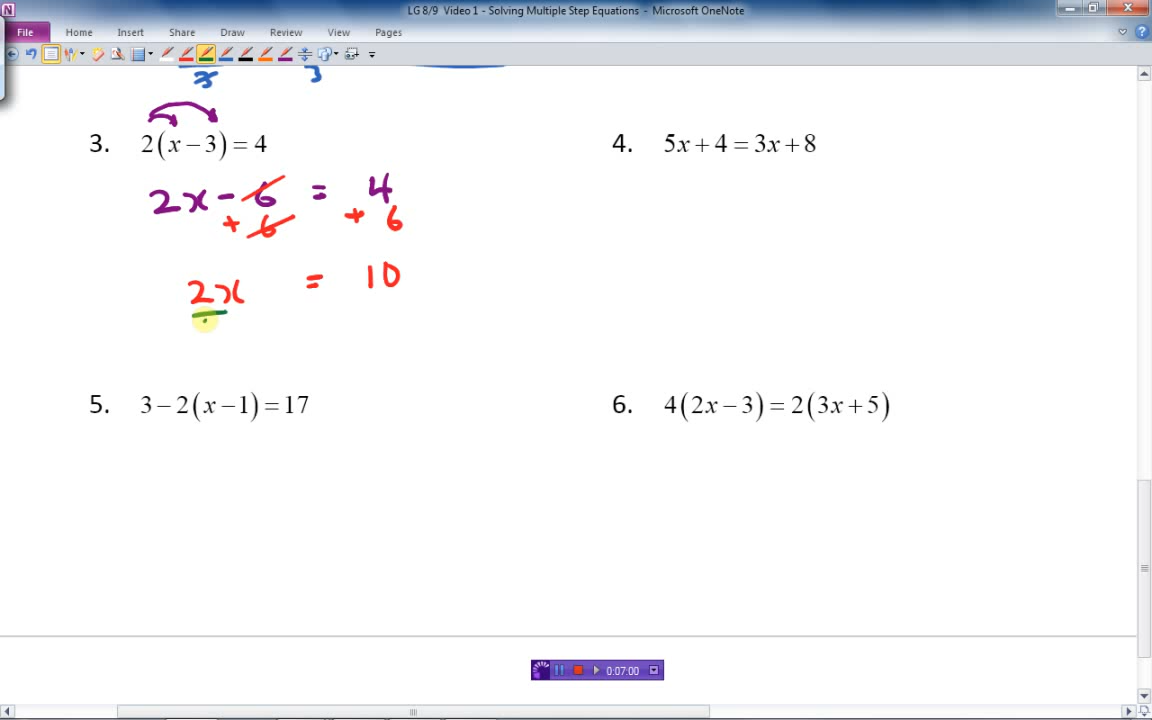 LG 8/9 Video 1 - Solving Multiple Step Equations - Microsoft OneNote
File Home Insert Share Draw Review View Pages
x 3
3. 2(x − 3) = 4
2x - 6 = 4
+ 6 + 6
2x = 10
4. 5x + 4 = 3x + 8
5. 3 − 2(x − 1) = 17
6. 4(2x − 3) = 2(3x + 5)
0:07:00